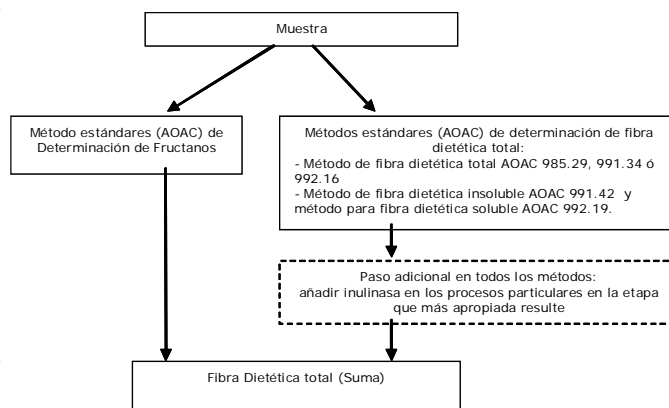 Muestra
Método estándares (AOAC) de
Determinación de Fructanos
Métodos estándares (AOAC) de determinación de fibra
dietética total:
- Método de fibra dietética total AOAC 985.29, 991.34 ó
992.16
- Método de fibra dietética insoluble AOAC 991.42 y
método para fibra dietética soluble AOAC 992.19.
Paso adicional en todos los métodos:
añadir inulinasa en los procesos particulares en la etapa
que más apropiada resulte
Fibra Dietética total (Suma)